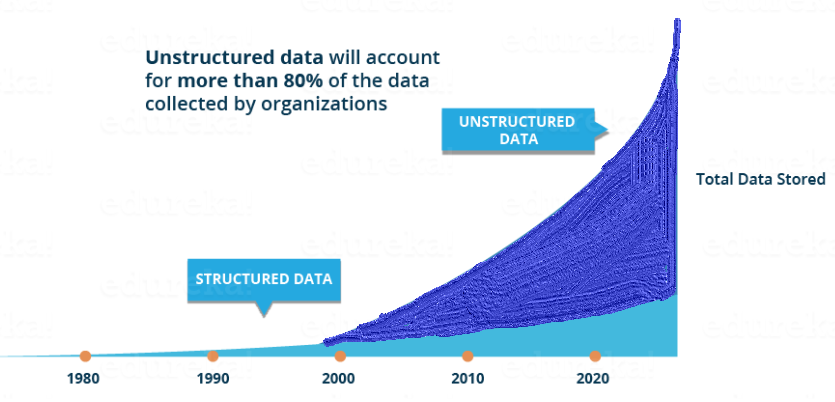 Unstructured data will account
for more than 80% of the data
collected by organizations
UNSTRUCTURED
DATA
Total Data Stored
STRUCTURED DATA
1980
1990
2000
2010
2020
edureka!